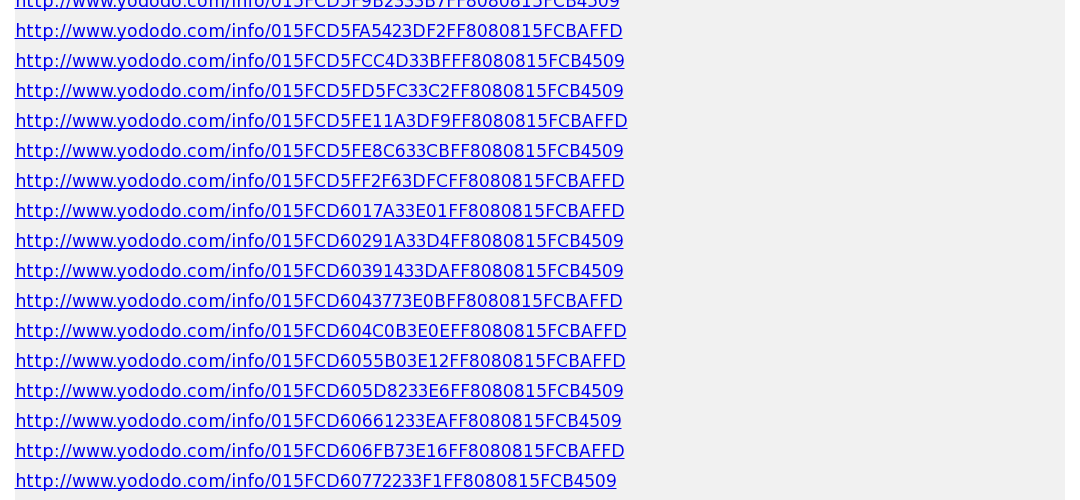 http://www.yododo.com/info/015FCD5F9B2333B7FF8080815FCB4509
http://www.yododo.com/info/015FCD5FA5423DF2FF8080815FCBAFFD
http://www.yododo.com/info/015FCD5FCC4D33BFFF8080815FCB4509
http://www.yododo.com/info/015FCD5FD5FC33C2FF8080815FCB4509
http://www.yododo.com/info/015FCD5FE11A3DF9FF8080815FCBAFFD
http://www.yododo.com/info/015FCD5FE8C633CBFF8080815FCB4509
http://www.yododo.com/info/015FCD5FF2F63DFCFF8080815FCBAFFD
http://www.yododo.com/info/015FCD6017A33E01FF8080815FCBAFFD
http://www.yododo.com/info/015FCD60291A33D4FF8080815FCB4509
http://www.yododo.com/info/015FCD60391433DAFF8080815FCB4509
http://www.yododo.com/info/015FCD6043773E0BFF8080815FCBAFFD
http://www.yododo.com/info/015FCD604C0B3E0EFF8080815FCBAFFD
http://www.yododo.com/info/015FCD6055B03E12FF8080815FCBAFFD
http://www.yododo.com/info/015FCD605D8233E6FF8080815FCB4509
http://www.yododo.com/info/015FCD60661233EAFF8080815FCB4509
http://www.yododo.com/info/015FCD606FB73E16FF8080815FCBAFFD
http://www.yododo.com/info/015FCD60772233F1FF8080815FCB4509